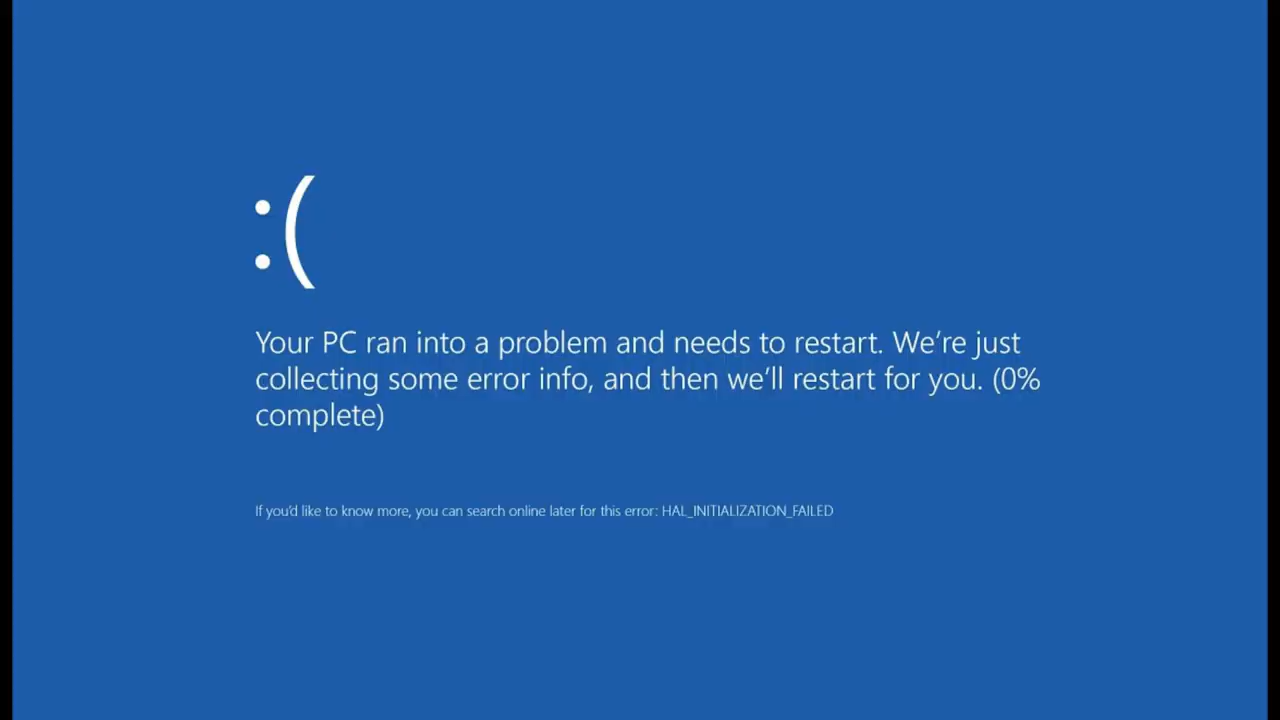 :(
Your PC ran into a problem and needs to restart. We’re just
collecting some error info, and then we’ll restart for you. (0%
complete)
If you’d like to know more, you can search online later for this error: HAL_INITIALIZATION_FAILED